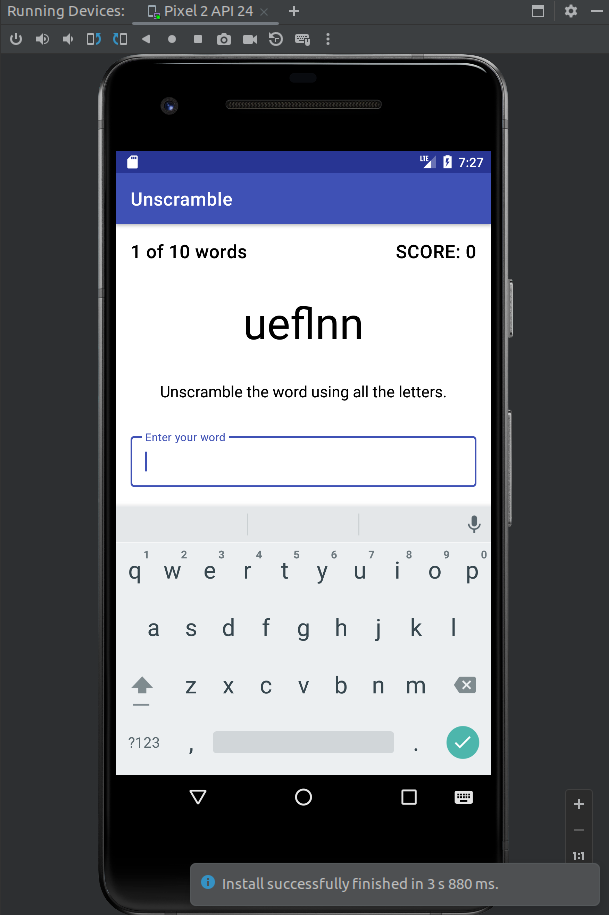 Running Devices: Pixel 2 API 24
LTE 7:27
Unscramble
1 of 10 words SCORE: 0
ueflnn
Unscramble the word using all the letters.
Enter your word
1 2 3 4 5 6 7 8 9 0
q w e r t y u i o p
a s d f g h j k l
z x c v b n m
?123 , .
1:1
Install successfully finished in 3 s 880 ms.